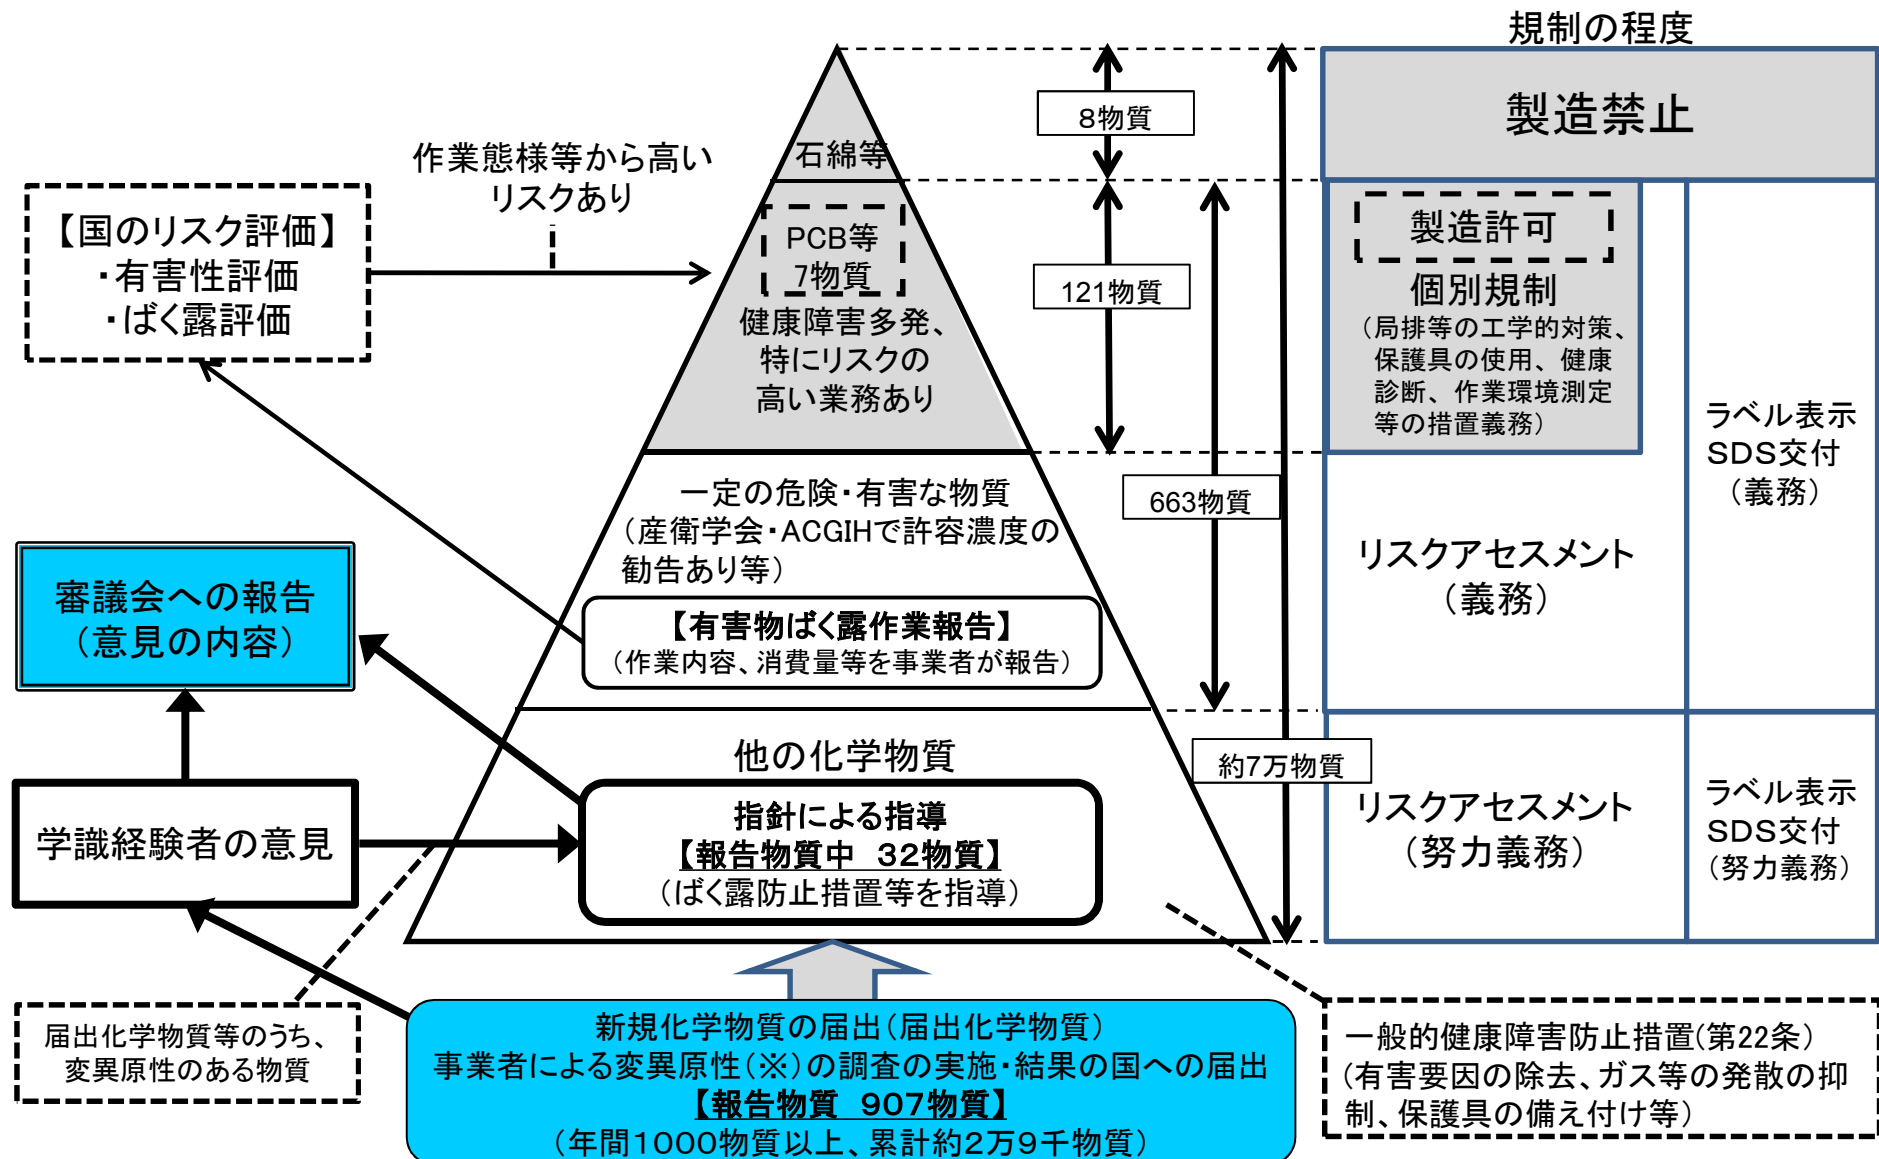 規制の程度
製造禁止
8物質
石綿等
作業態様等から高い
リスクあり
【国のリスク評価】
・有害性評価
・ばく露評価
PCB等
7物質
健康障害多発、
特にリスクの
高い業務あり
121物質
製造許可
個別規制
（局排等の工学的対策、
保護具の使用、健康
診断、作業環境測定
等の措置義務）
ラベル表示
SDS交付
（義務）
663物質
一定の危険・有害な物質
（産衛学会・ACGIHで許容濃度の
勧告あり等）
リスクアセスメント
（義務）
【有害物ばく露作業報告】
（作業内容、消費量等を事業者が報告）
審議会への報告
（意見の内容）
他の化学物質
約7万物質
指針による指導
【報告物質中　32物質】
（ばく露防止措置等を指導）
学識経験者の意見
リスクアセスメント
（努力義務）
ラベル表示
SDS交付
（努力義務）
届出化学物質等のうち、
変異原性のある物質
新規化学物質の届出（届出化学物質）
事業者による変異原性（※）の調査の実施・結果の国への届出
【報告物質　907物質】
（年間1000物質以上、累計約2万9千物質）
一般的健康障害防止措置(第22条)
（有害要因の除去、ガス等の発散の抑
制、保護具の備え付け等）